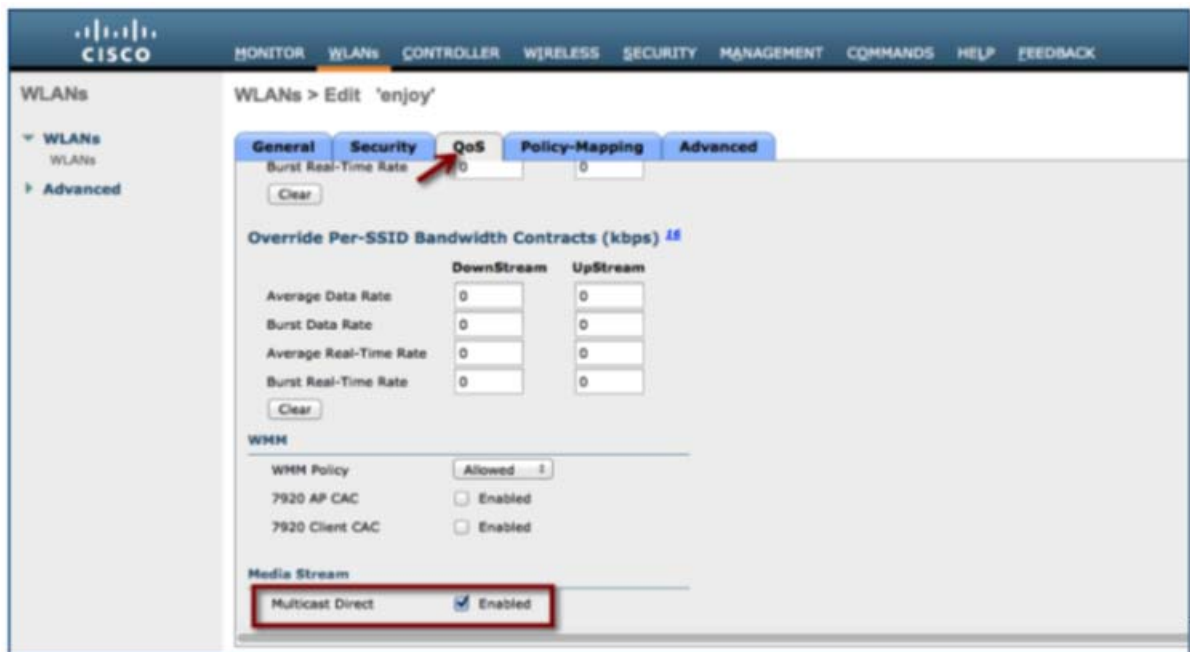 CISCO
MONITOR WLANs CONTROLLER WIRELESS SECURITY MANAGEMENT COMMANDS HELP FEEDBACK
WLANs
WLANs
WLANs
Advanced
WLANs > Edit 'enjoy'
General Security QoS Policy-Mapping Advanced
Burst Real-Time Rate 0 0
Clear
Override Per-SSID Bandwidth Contracts (kbps) 16
DownStream UpStream
Average Data Rate 0 0
Burst Data Rate 0 0
Average Real-Time Rate 0 0
Burst Real-Time Rate 0 0
Clear
WMM
WMM Policy Allowed
7920 AP CAC Enabled
7920 Client CAC Enabled
Media Stream
Multicast Direct Enabled